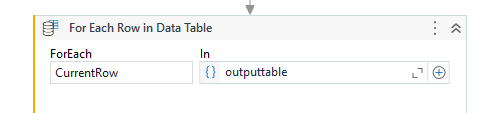 For Each Row in Data Table
ForEach In
CurrentRow {} outputtable